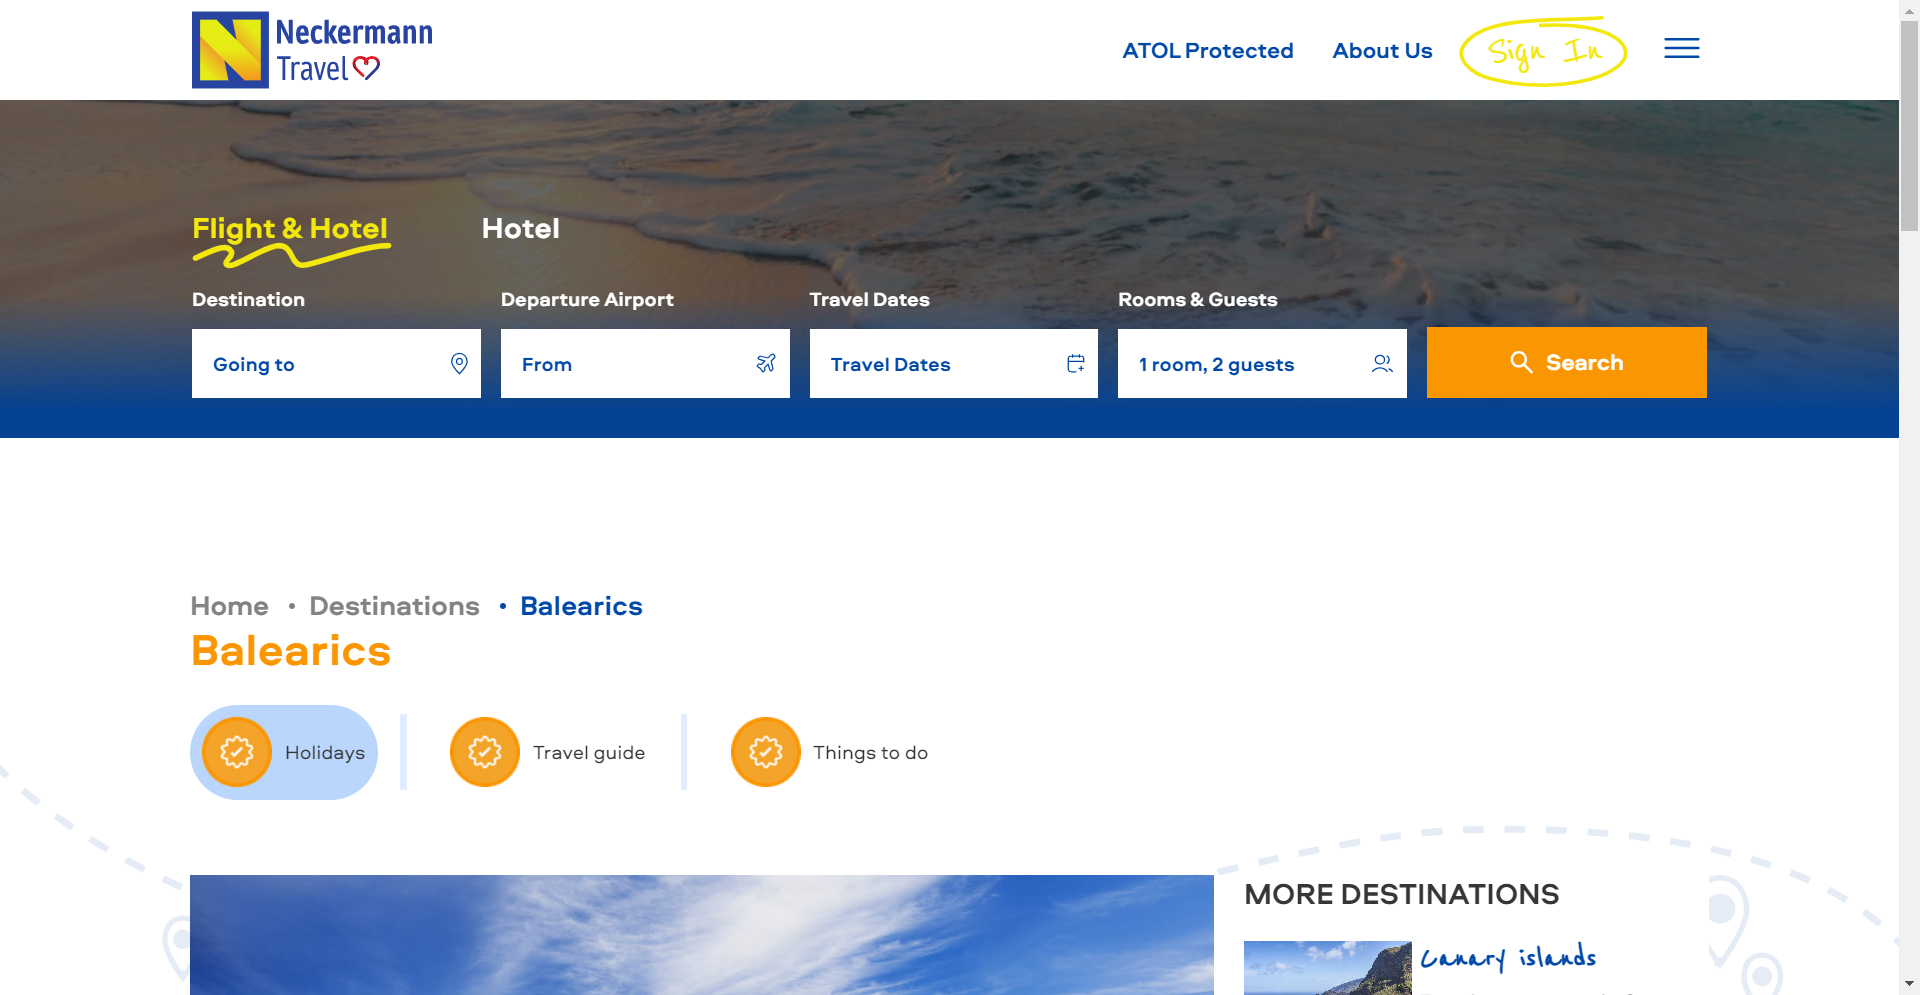 Neckermann
Travel
ATOL Protected
About Us
Sign In
Flight & Hotel
Hotel
Destination
Departure Airport
Travel Dates
Rooms & Guests
Going to
From
Travel Dates
1 room, 2 guests
Search
Home • Destinations • Balearics
Balearics
Holidays
Travel guide
Things to do
MORE DESTINATIONS
Canary islands